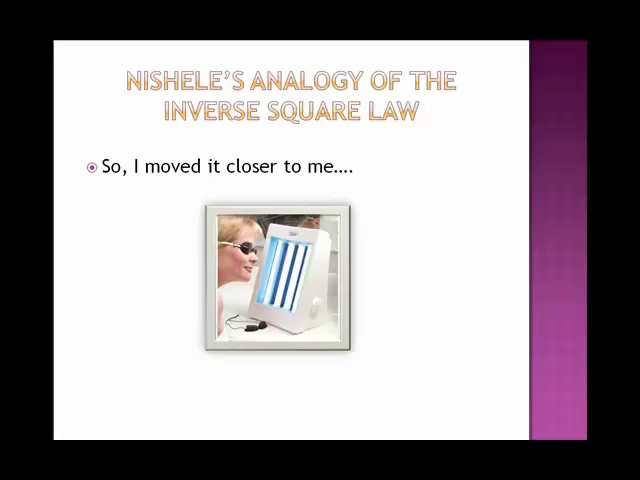 NISHELE'S ANALOGY OF THE
INVERSE SQUARE LAW
So, I moved it closer to me….